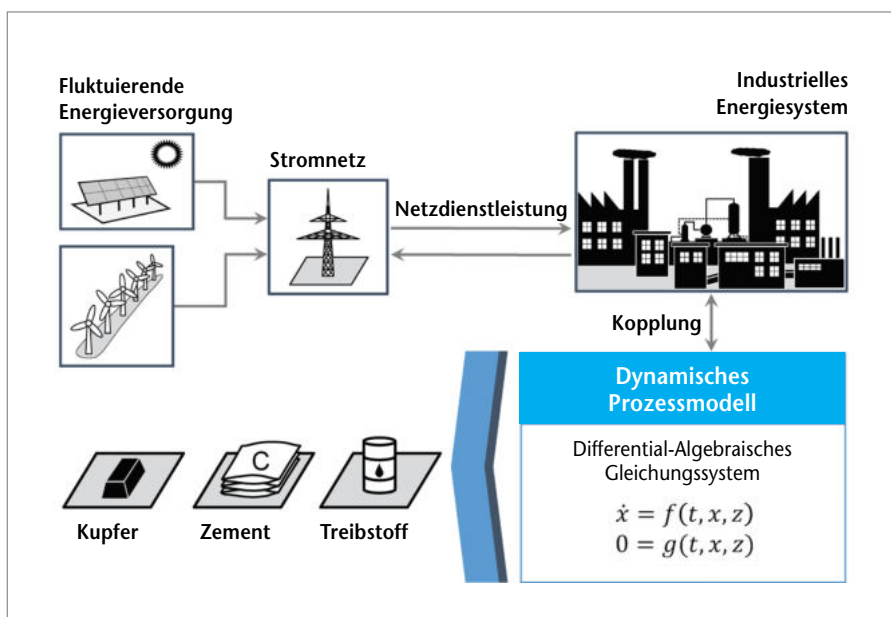 Fluktuierende
Energieversorgung
Industrielles
Energiesystem
Stromnetz
Netzdienstleistung
Kopplung
Dynamisches
Prozessmodell
Differential-Algebraisches
Gleichungssystem
ẋ = f(t, x, z)
0 = g(t, x, z)
C
Kupfer
Zement
Treibstoff